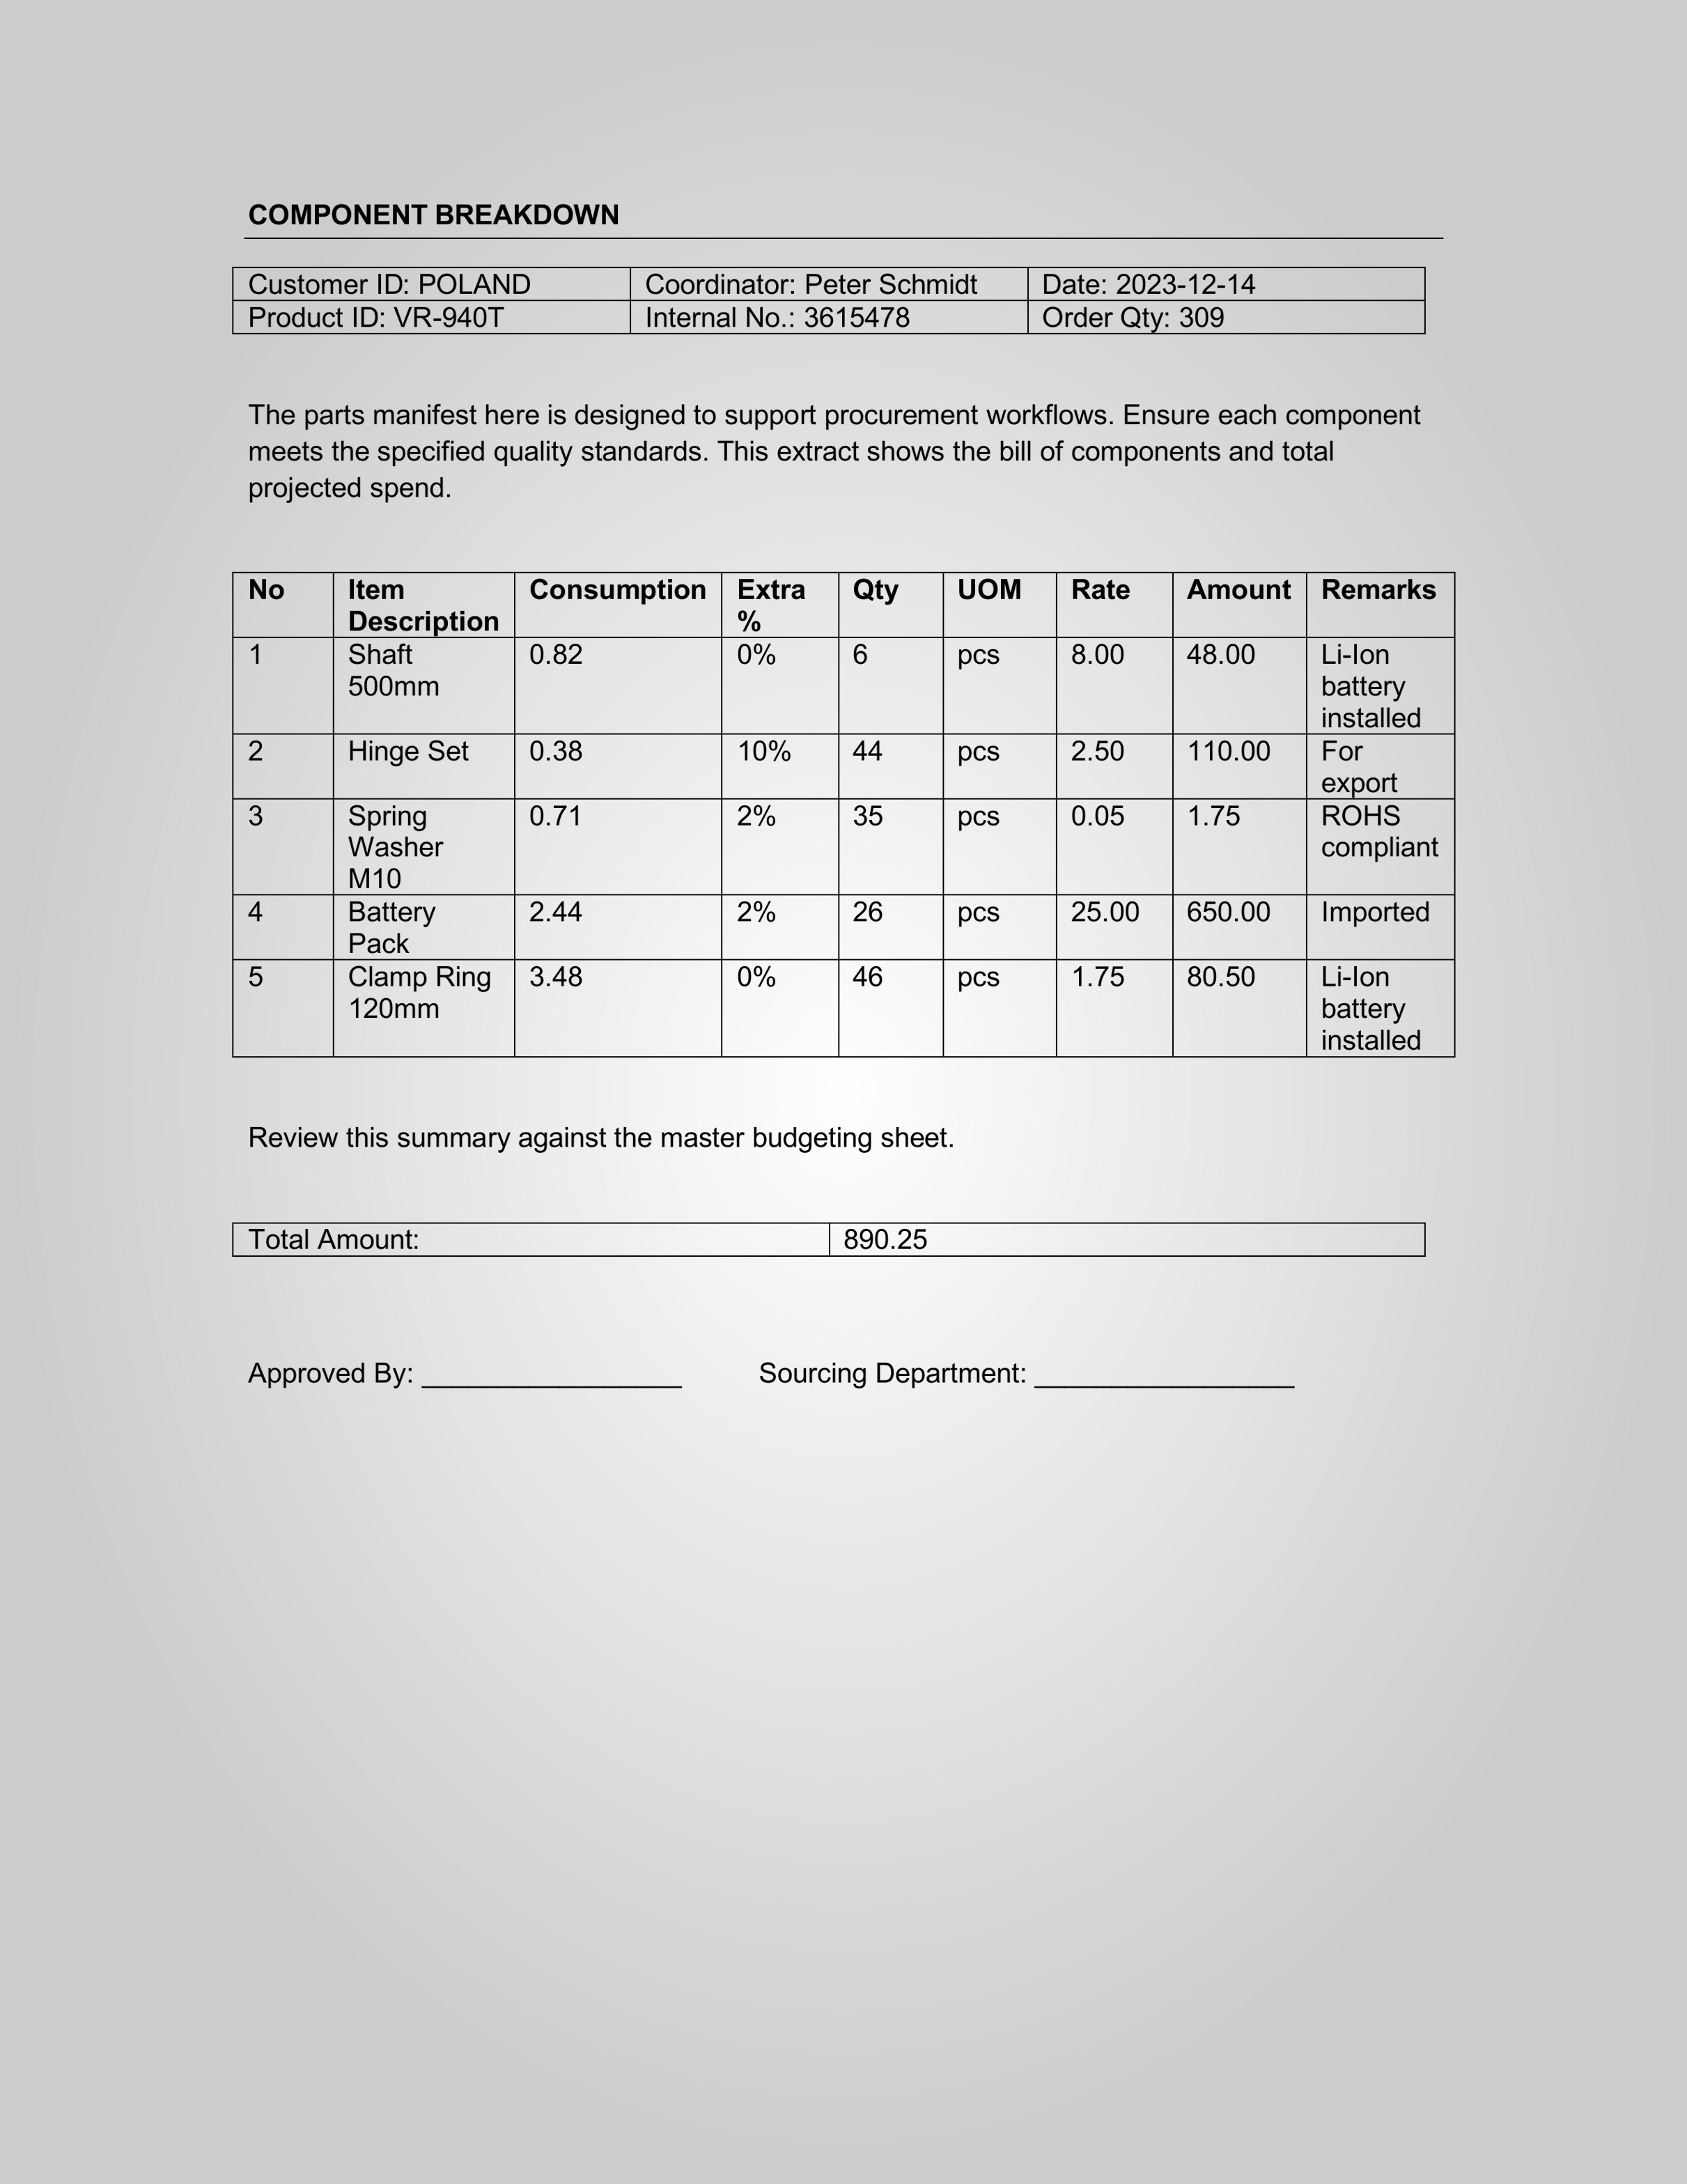 COMPONENT BREAKDOWN
Customer ID: POLAND Coordinator: Peter Schmidt Date: 2023-12-14
Product ID: VR-940T Internal No.: 3615478 Order Qty: 309
The parts manifest here is designed to support procurement workflows. Ensure each component
meets the specified quality standards. This extract shows the bill of components and total
projected spend.
No Item Consumption Extra Qty UOM Rate Amount Remarks
Description %
1 Shaft 0.82 0% 6 pcs 8.00 48.00 Li-Ion
500mm battery
installed
2 Hinge Set 0.38 10% 44 pcs 2.50 110.00 For
export
3 Spring 0.71 2% 35 pcs 0.05 1.75 ROHS
Washer compliant
M10
4 Battery 2.44 2% 26 pcs 25.00 650.00 Imported
Pack
5 Clamp Ring 3.48 0% 46 pcs 1.75 80.50 Li-Ion
120mm battery
installed
Review this summary against the master budgeting sheet.
Total Amount: 890.25
Approved By: _________________ Sourcing Department: _________________